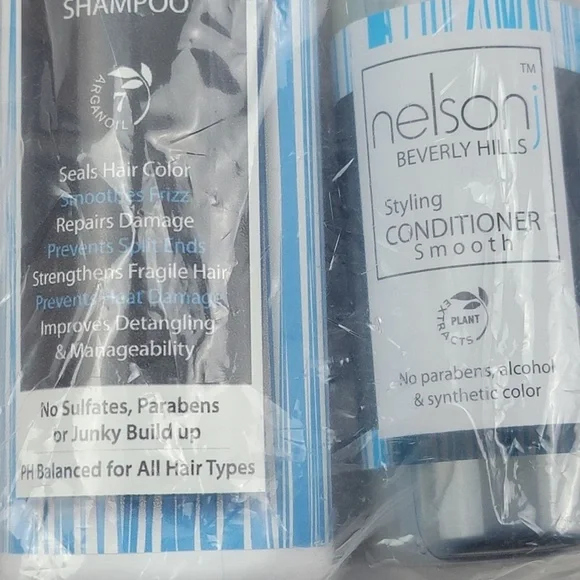 SHAMPOO
7
ARGANOIL
Seals Hair Color
Smoothes Frizz
Repairs Damage
Prevents Split Ends
Strengthens Fragile Hair
Prevents Heat Damage
Improves Detangling
& Manageability
No Sulfates, Parabens
or Junky Build up
PH Balanced for All Hair Types
nelsonj TM
BEVERLY HILLS
Styling
CONDITIONER
Smooth
PLANT
EXTRACTS
No parabens, alcohol
& synthetic color